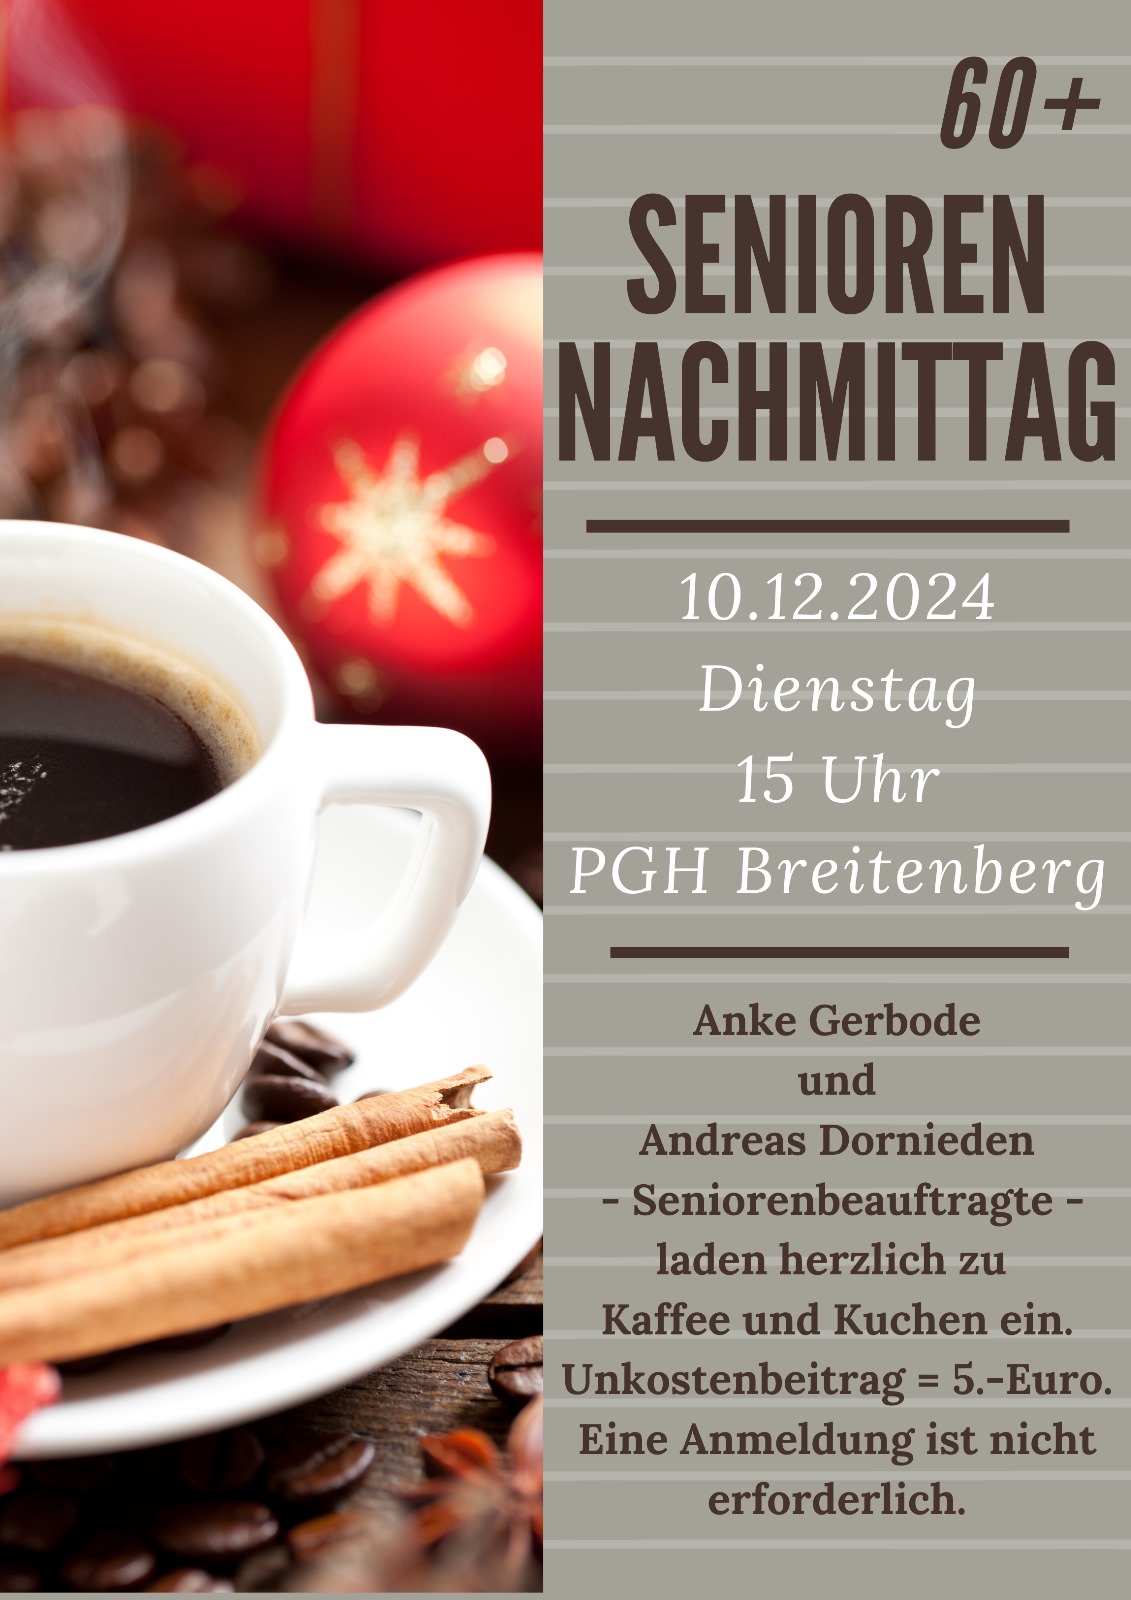 60+
SENIOREN
NACHMITTAG
10.12.2024
Dienstag
15 Uhr
PGH Breitenberg
Anke Gerbode
und
Andreas Dornieden
- Seniorenbeauftragte -
laden herzlich zu
Kaffee und Kuchen ein.
Unkostenbeitrag = 5.-Euro.
Eine Anmeldung ist nicht
erforderlich.